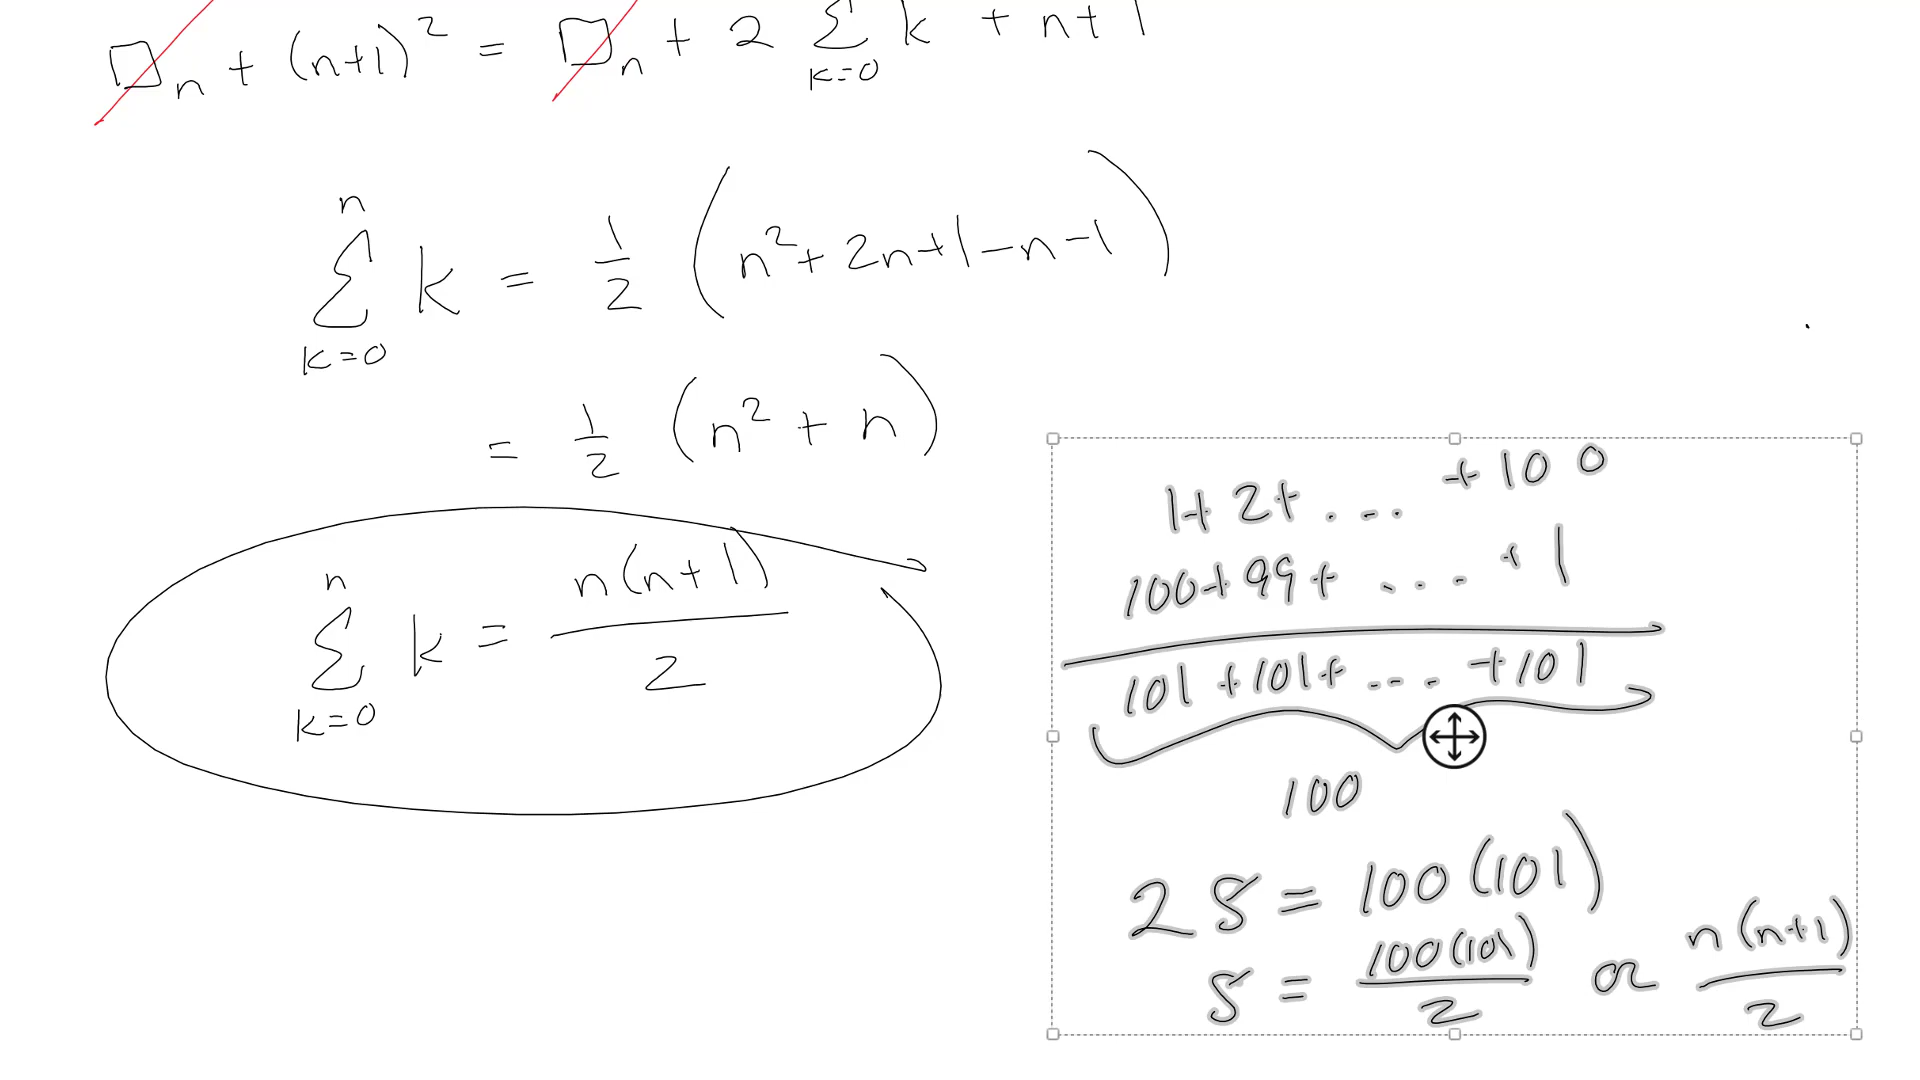 □n + (n+1)² = □n + 2 Σ k + n+1
k=0
n
Σ k = 1/2 (n² + 2n+1-n-1)
k=0
= 1/2 (n² + n)
n
Σ k = n(n+1)/2
k=0
1+2+ .... +100
100+99+ .... +1
101+101+ .... +101
100
2S = 100(101)
S = 100(101)/2 or n(n+1)/2